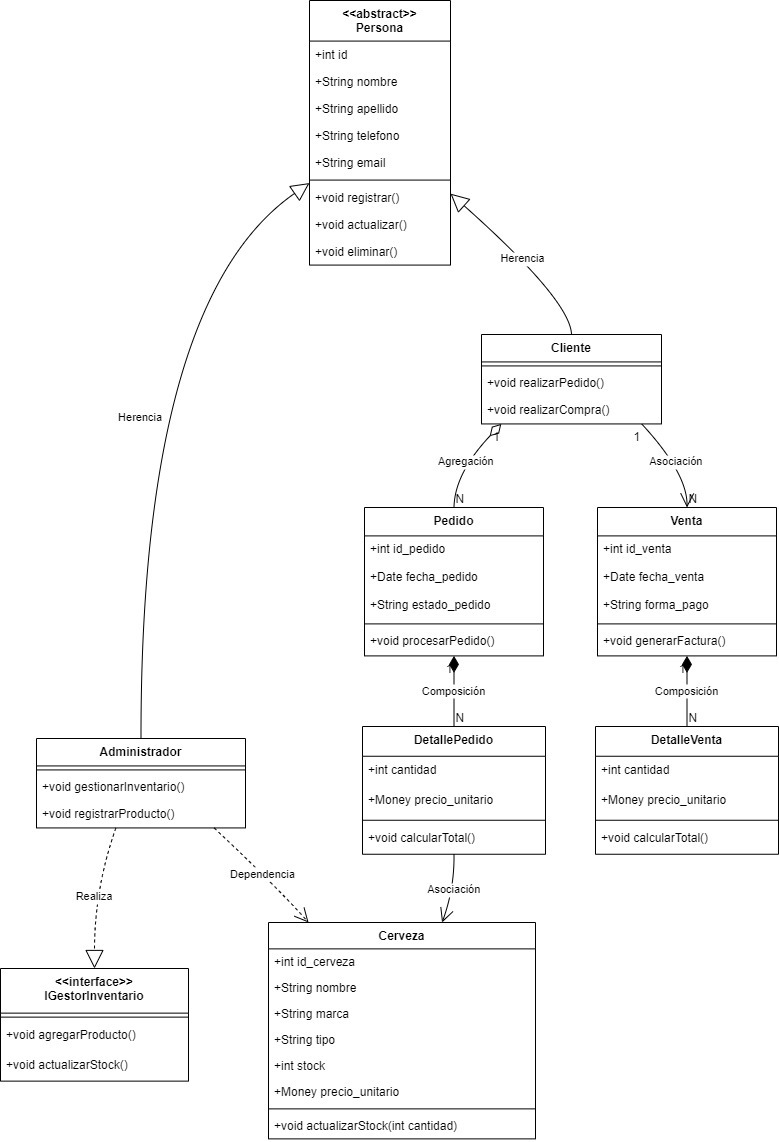 <<abstract>>
Persona
+int id
+String nombre
+String apellido
+String telefono
+String email
+void registrar()
+void actualizar()
+void eliminar()
Herencia
Cliente
+void realizarPedido()
+void realizarCompra()
Herencia
1
1
Agregación
Asociación
N
N
Pedido
+int id_pedido
+Date fecha_pedido
+String estado_pedido
+void procesarPedido()
Venta
+int id_venta
+Date fecha_venta
+String forma_pago
+void generarFactura()
1
1
Composición
Composición
N
N
Administrador
+void gestionarInventario()
+void registrarProducto()
DetallePedido
+int cantidad
+Money precio_unitario
+void calcularTotal()
DetalleVenta
+int cantidad
+Money precio_unitario
+void calcularTotal()
Realiza
Dependencia
Asociación
<<interface>>
IGestorInventario
+void agregarProducto()
+void actualizarStock()
Cerveza
+int id_cerveza
+String nombre
+String marca
+String tipo
+int stock
+Money precio_unitario
+void actualizarStock(int cantidad)